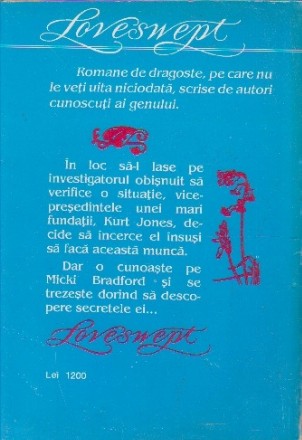 Loveswept
Romane de dragoste, pe care nu
le veți uita niciodată, scrise de autori
cunoscuți ai genului.
În loc să-l lase pe
investigatorul obișnuit să
verifice o situație, vice-
președintele unei mari
fundații, Kurt Jones, de-
cide să încerce el însuși
să facă această muncă.
Dar o cunoaște pe
Micki Bradford și se
trezește dorind să desco-
pere secretele ei...
Loveswept
Lei 1200